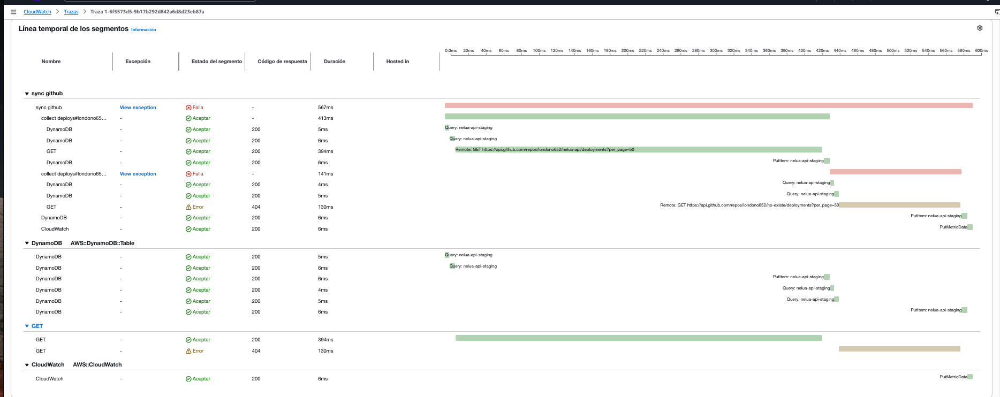 CloudWatch > Trazas > Traza 1-6f5573d5-9b17b292d842a6d8d23eb87a
Línea temporal de los segmentos Información
0.0ms 20ms 40ms 60ms 80ms 100ms 120ms 140ms 160ms 180ms 200ms 220ms 240ms 260ms 280ms 300ms 320ms 340ms 360ms 380ms 400ms 420ms 440ms 460ms 480ms 500ms 520ms 540ms 560ms 580ms 600ms
Nombre Excepción Estado del segmento Código de respuesta Duración Hosted in
sync github
sync github View exception Falla - 567ms
collect deploys#londono65... - Aceptar - 413ms
DynamoDB - Aceptar 200 5ms Query: nelua-api-staging
DynamoDB - Aceptar 200 6ms Query: nelua-api-staging
GET - Aceptar 200 394ms Remote: GET https://api.github.com/repos/londono652/nelua-api/deployments?per_page=50
DynamoDB - Aceptar 200 6ms PutItem: nelua-api-staging
collect deploys#londono65... View exception Falla - 141ms
DynamoDB - Aceptar 200 4ms Query: nelua-api-staging
DynamoDB - Aceptar 200 5ms Query: nelua-api-staging
GET - Error 404 130ms Remote: GET https://api.github.com/repos/londono652/no-existe/deployments?per_page=50
DynamoDB - Aceptar 200 6ms PutItem: nelua-api-staging
CloudWatch - Aceptar 200 6ms PutMetricData
DynamoDB AWS::DynamoDB::Table
DynamoDB - Aceptar 200 5ms Query: nelua-api-staging
DynamoDB - Aceptar 200 6ms Query: nelua-api-staging
DynamoDB - Aceptar 200 6ms PutItem: nelua-api-staging
DynamoDB - Aceptar 200 4ms Query: nelua-api-staging
DynamoDB - Aceptar 200 5ms Query: nelua-api-staging
DynamoDB - Aceptar 200 6ms PutItem: nelua-api-staging
GET
GET - Aceptar 200 394ms
GET - Error 404 130ms
CloudWatch AWS::CloudWatch
CloudWatch - Aceptar 200 6ms PutMetricData